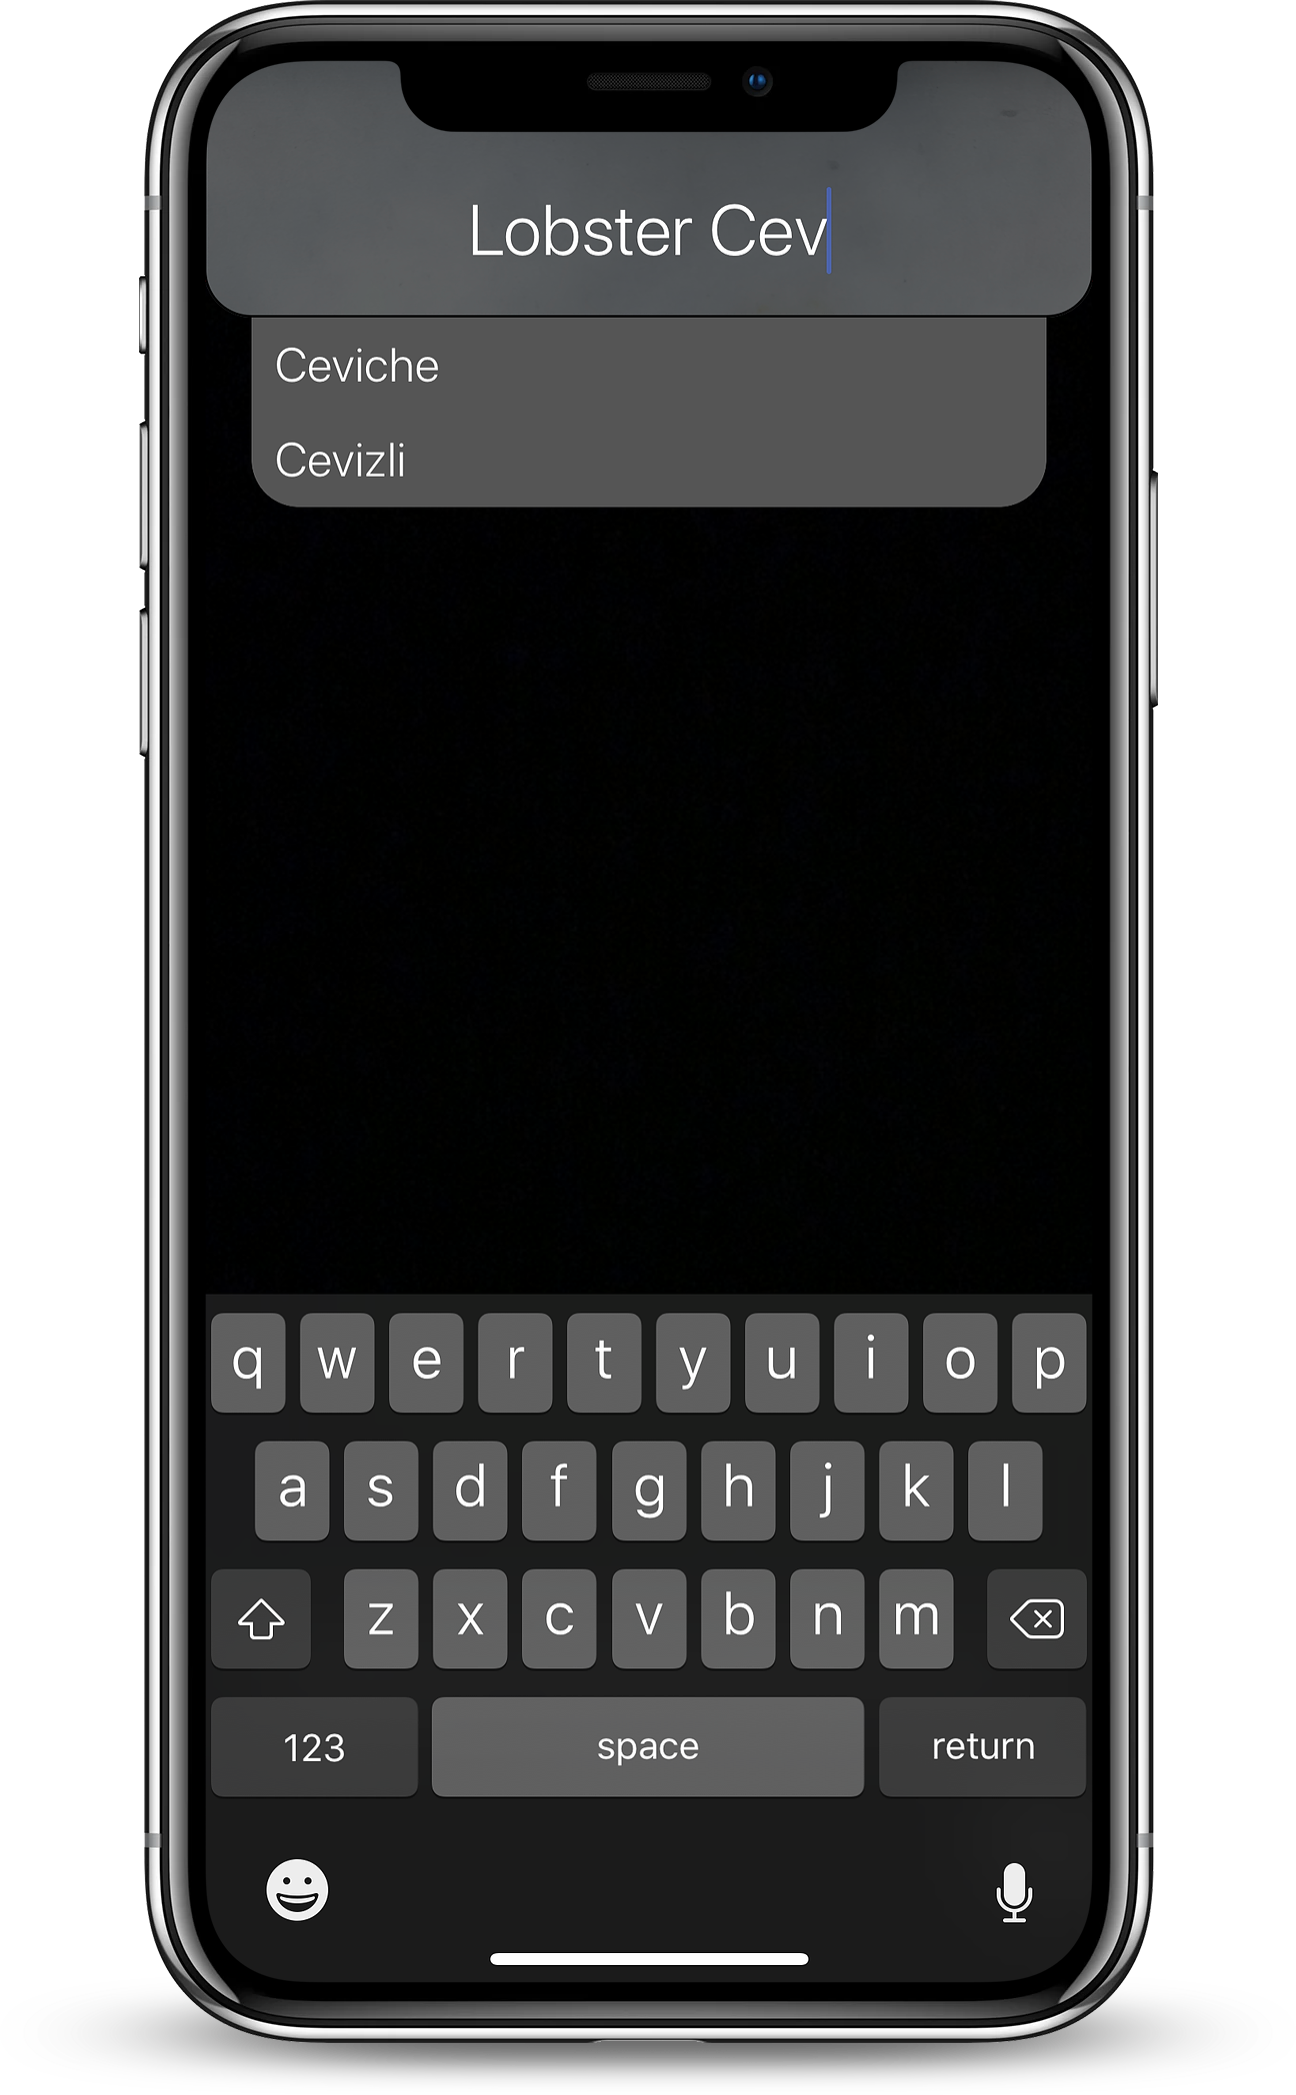 Lobster Cev
Ceviche
Cevizli
q w e r t y u i o p
a s d f g h j k l
z x c v b n m
123 space return